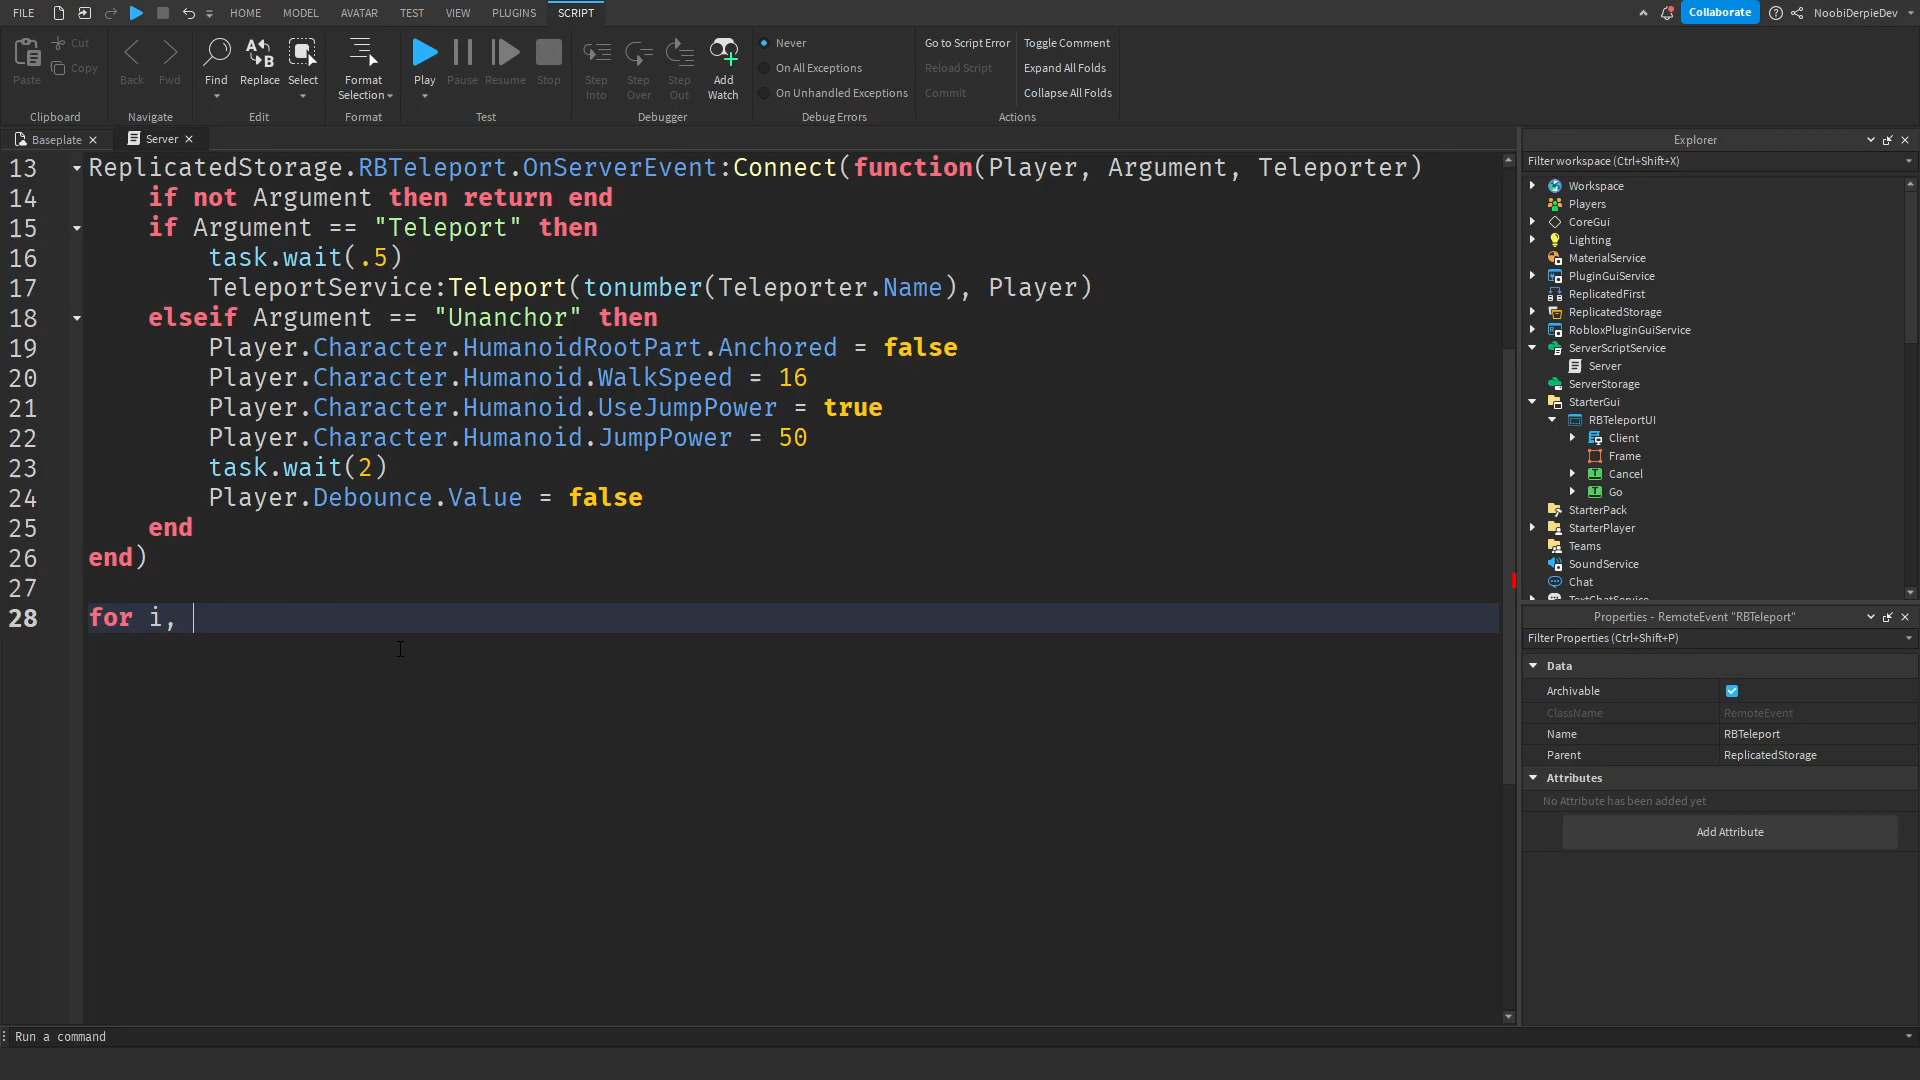 FILE HOME MODEL AVATAR TEST VIEW PLUGINS SCRIPT Collaborate NoobiDerpieDev
Paste Cut Copy Back Fwd Find Replace Select Format Selection Play Pause Resume Stop Step Into Step Over Step Out Add Watch
Never
On All Exceptions
On Unhandled Exceptions
Go to Script Error Toggle Comment
Reload Script Expand All Folds
Commit Collapse All Folds
Clipboard Navigate Edit Format Test Debugger Debug Errors Actions
Baseplate Server
13 ReplicatedStorage.RBTeleport.OnServerEvent:Connect(function(Player, Argument, Teleporter)
14 if not Argument then return end
15 if Argument == "Teleport" then
16 task.wait(.5)
17 TeleportService:Teleport(tonumber(Teleporter.Name), Player)
18 elseif Argument == "Unanchor" then
19 Player.Character.HumanoidRootPart.Anchored = false
20 Player.Character.Humanoid.WalkSpeed = 16
21 Player.Character.Humanoid.UseJumpPower = true
22 Player.Character.Humanoid.JumpPower = 50
23 task.wait(2)
24 Player.Debounce.Value = false
25 end
26 end)
27
28 for i,
Explorer
Filter workspace (Ctrl+Shift+X)
Workspace
Players
CoreGui
Lighting
MaterialService
PluginGuiService
ReplicatedFirst
ReplicatedStorage
RobloxPluginGuiService
ServerScriptService
Server
ServerStorage
StarterGui
RBTeleportUI
Client
Frame
Cancel
Go
StarterPack
StarterPlayer
Teams
SoundService
Chat
TextChatService
Properties - RemoteEvent "RBTeleport"
Filter Properties (Ctrl+Shift+P)
Data
Archivable
ClassName RemoteEvent
Name RBTeleport
Parent ReplicatedStorage
Attributes
No Attribute has been added yet
Add Attribute
Run a command